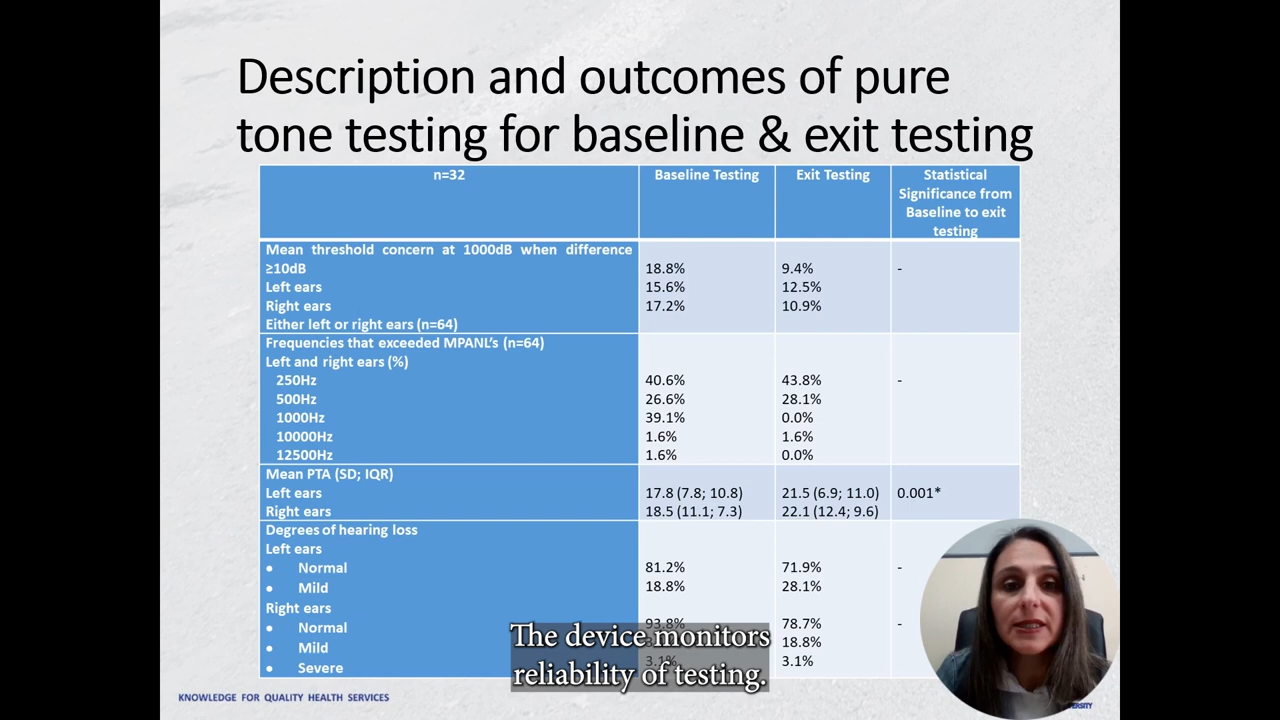 Description and outcomes of pure
tone testing for baseline & exit testing
n=32 Baseline Testing Exit Testing Statistical
Significance from
Baseline to exit
testing
Mean threshold concern at 1000dB when difference
≥10dB 18.8% 9.4% -
Left ears 15.6% 12.5%
Right ears 17.2% 10.9%
Either left or right ears (n=64)
Frequencies that exceeded MPANL's (n=64)
Left and right ears (%)
250Hz 40.6% 43.8% -
500Hz 26.6% 28.1%
1000Hz 39.1% 0.0%
10000Hz 1.6% 1.6%
12500Hz 1.6% 0.0%
Mean PTA (SD; IQR)
Left ears 17.8 (7.8; 10.8) 21.5 (6.9; 11.0) 0.001*
Right ears 18.5 (11.1; 7.3) 22.1 (12.4; 9.6)
Degrees of hearing loss
Left ears
• Normal 81.2% 71.9% -
• Mild 18.8% 28.1%
Right ears
• Normal 93.8% 78.7% -
• Mild 18.8%
• Severe 3.1% 3.1%
The device monitors
reliability of testing.
KNOWLEDGE FOR QUALITY HEALTH SERVICES